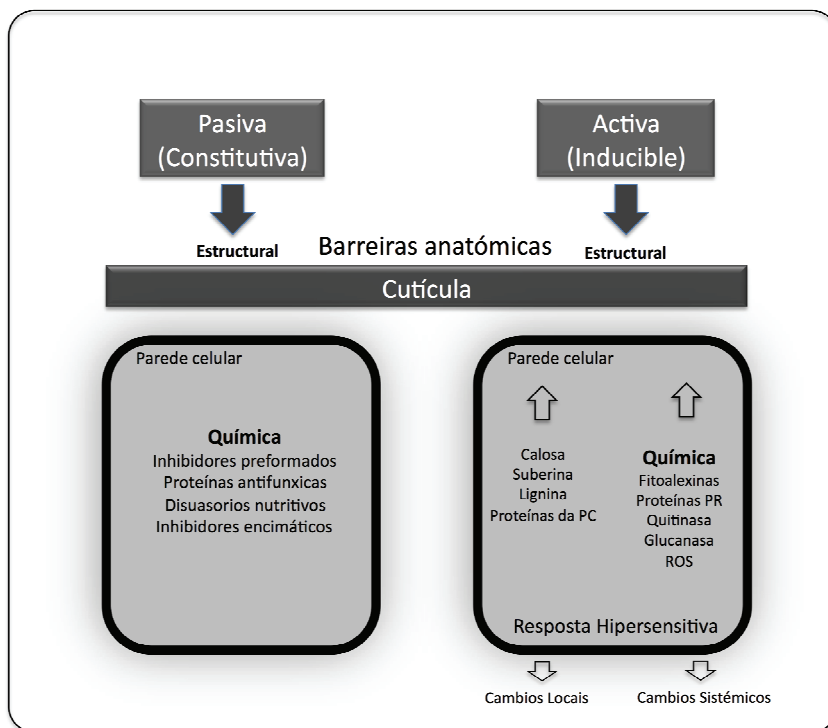 Pasiva
(Constitutiva)
Activa
(Inducible)
Estructural
Barreiras anatómicas
Estructural
Cutícula
Parede celular
Química
Inhibidores preformados
Proteínas antifunxicas
Disuasorios nutritivos
Inhibidores encimáticos
Parede celular
Calosa
Suberina
Lignina
Proteínas da PC
Química
Fitoalexinas
Proteínas PR
Quitinasa
Glucanasa
ROS
Resposta Hipersensitiva
Cambios Locais
Cambios Sistémicos